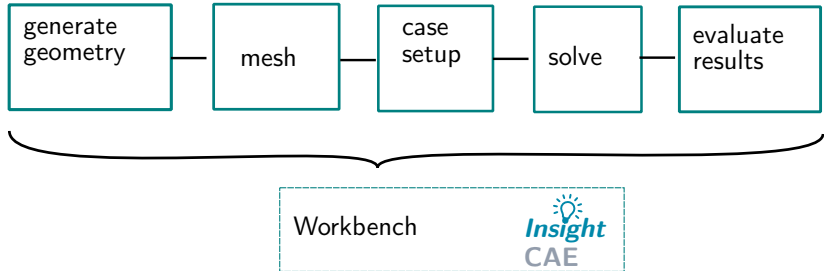 generate
geometry
mesh
case
setup
solve
evaluate
results
Workbench
Insight
CAE